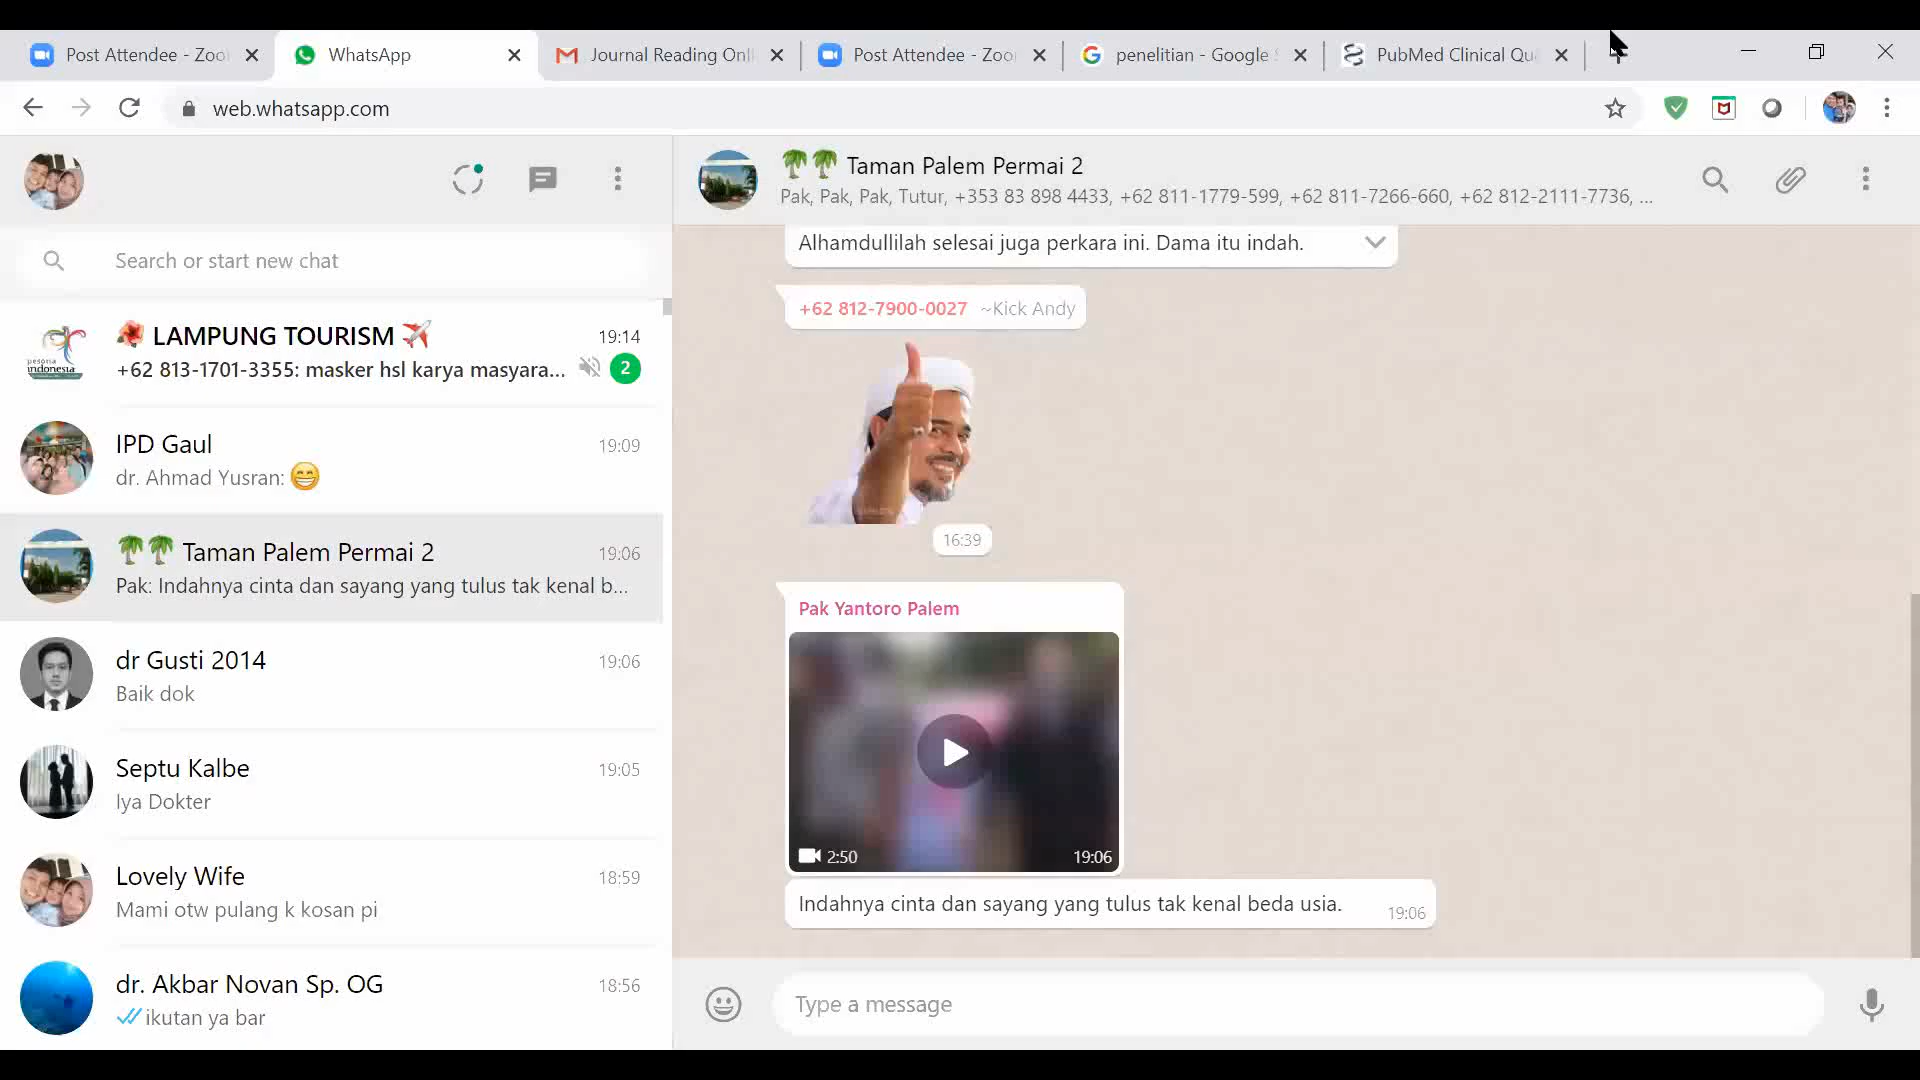 Post Attendee - Zoo
WhatsApp
Journal Reading Onl
Post Attendee - Zoo
penelitian - Google S
PubMed Clinical Qu
web.whatsapp.com
Search or start new chat
LAMPUNG TOURISM
19:14
+62 813-1701-3355: masker hsl karya masyara...
2
pesona
indonesia
IPD Gaul
19:09
dr. Ahmad Yusran: 😁
🌴🌴 Taman Palem Permai 2
19:06
Pak: Indahnya cinta dan sayang yang tulus tak kenal b...
dr Gusti 2014
19:06
Baik dok
Septu Kalbe
19:05
Iya Dokter
Lovely Wife
18:59
Mami otw pulang k kosan pi
dr. Akbar Novan Sp. OG
18:56
ikutan ya bar
🌴🌴 Taman Palem Permai 2
Pak, Pak, Pak, Tutur, +353 83 898 4433, +62 811-1779-599, +62 811-7266-660, +62 812-2111-7736, ...
Alhamdullilah selesai juga perkara ini. Dama itu indah.
+62 812-7900-0027 ~Kick Andy
16:39
Pak Yantoro Palem
2:50
19:06
Indahnya cinta dan sayang yang tulus tak kenal beda usia.
19:06
Type a message